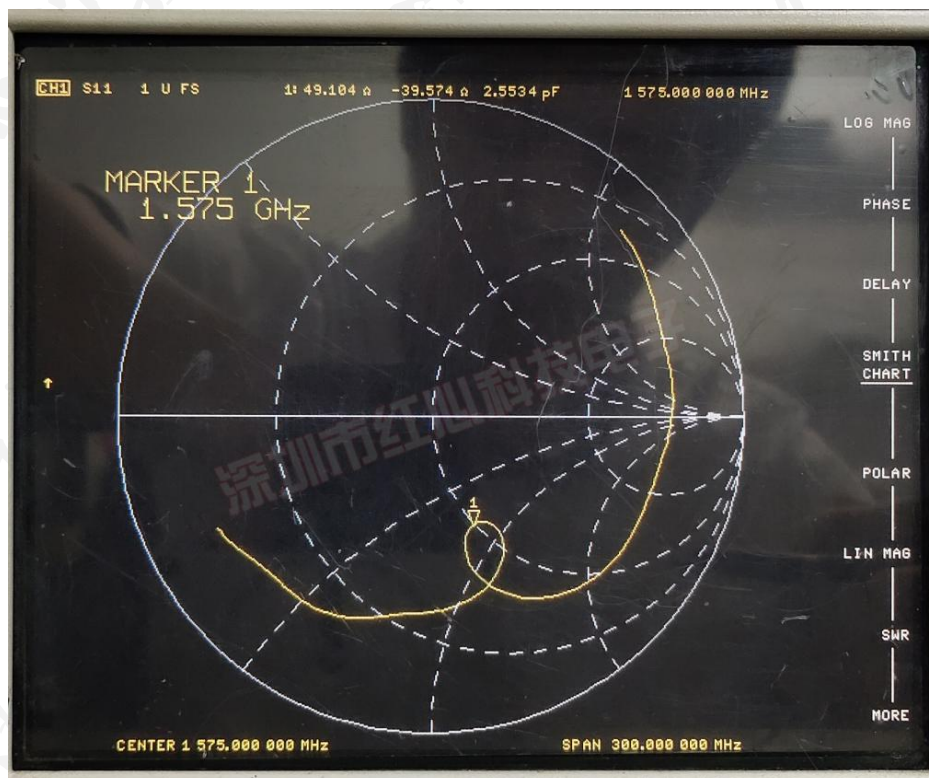 CH1 S11 1 U FS 1: 49.104 Ω -39.574 Ω 2.5534 pF 1 575.000 000 MHz
MARKER 1
1.575 GHz
LOG MAG
PHASE
DELAY
SMITH
CHART
POLAR
LIN MAG
SWR
MORE
1
深圳市红心科技电子
CENTER 1 575.000 000 MHz SPAN 300.000 000 MHz